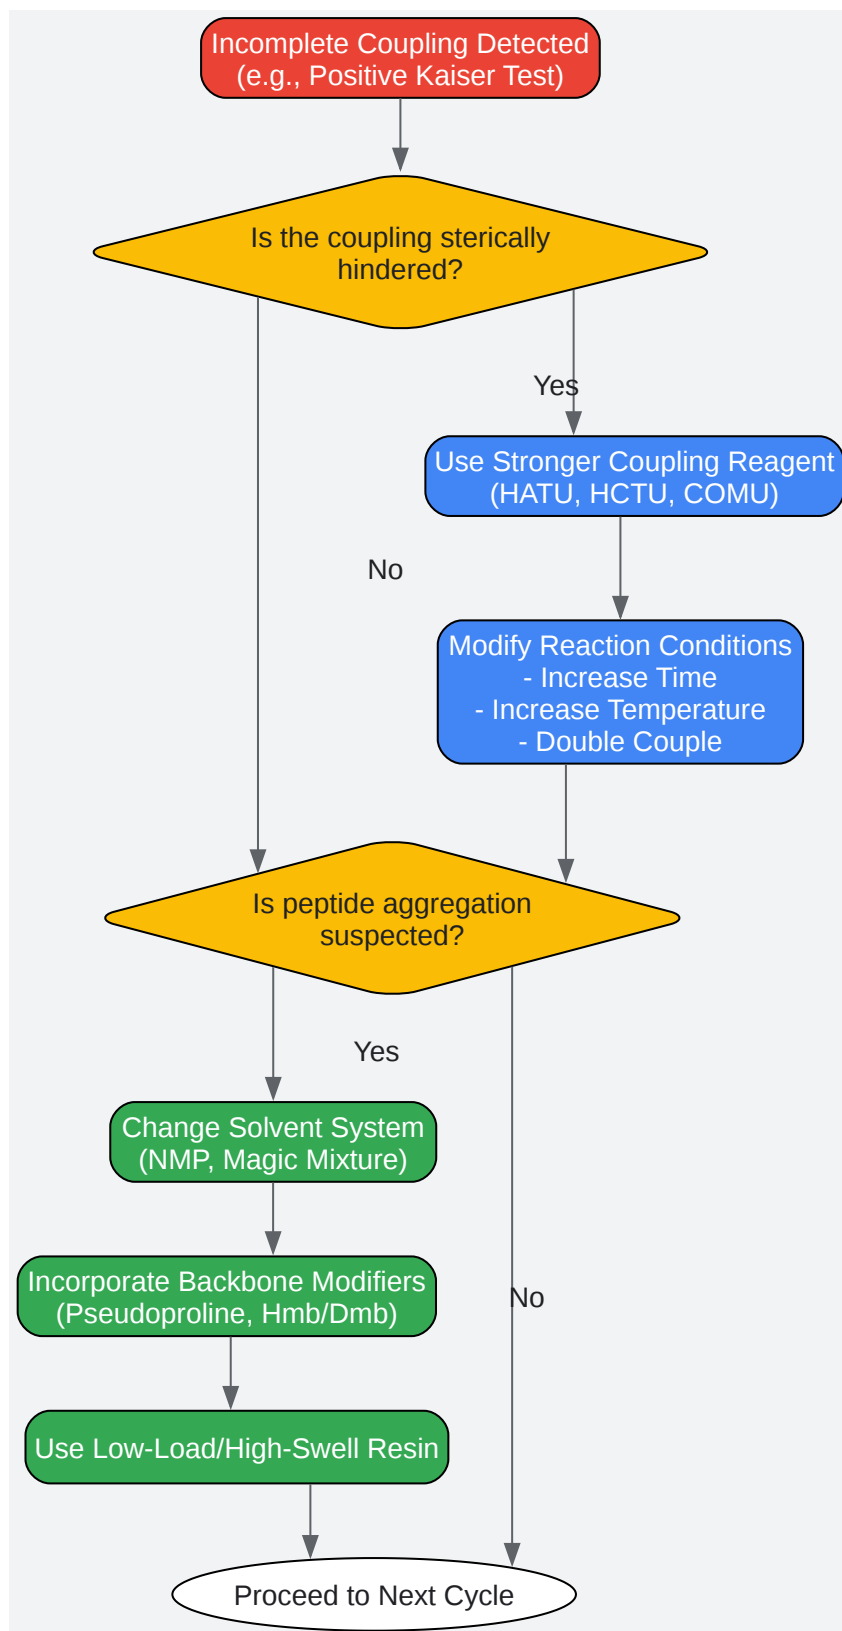 Incomplete Coupling Detected
(e.g., Positive Kaiser Test)
Is the coupling sterically
hindered?
Yes
Use Stronger Coupling Reagent
(HATU, HCTU, COMU)
No
Modify Reaction Conditions
- Increase Time
- Increase Temperature
- Double Couple
Is peptide aggregation
suspected?
Yes
Change Solvent System
(NMP, Magic Mixture)
Incorporate Backbone Modifiers
(Pseudoproline, Hmb/Dmb)
No
Use Low-Load/High-Swell Resin
Proceed to Next Cycle